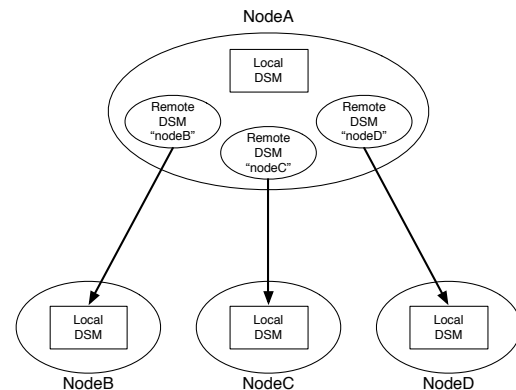 NodeA
Local
DSM
Remote
DSM
“nodeB”
Remote
DSM
“nodeC”
Remote
DSM
“nodeD”
Local
DSM
Local
DSM
Local
DSM
NodeB
NodeC
NodeD